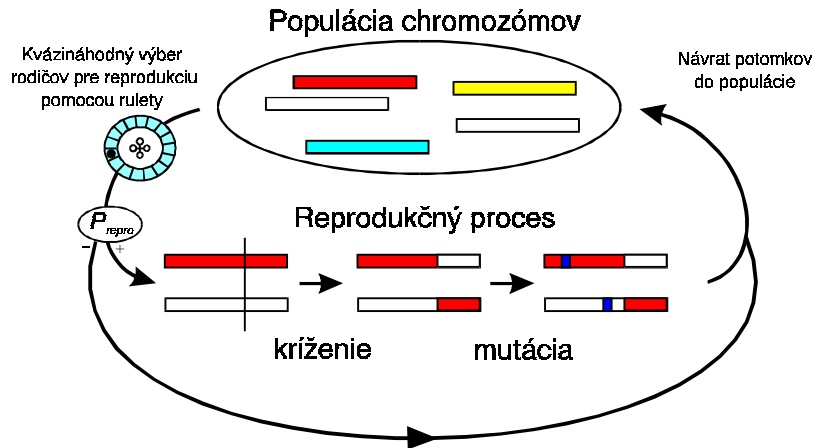 Populácia chromozómov
Kvázináhodný výber
rodičov pre reprodukciu
pomocou rulety
Návrat potomkov
do populácie
P repro
- +
Reprodukčný proces
kríženie
mutácia